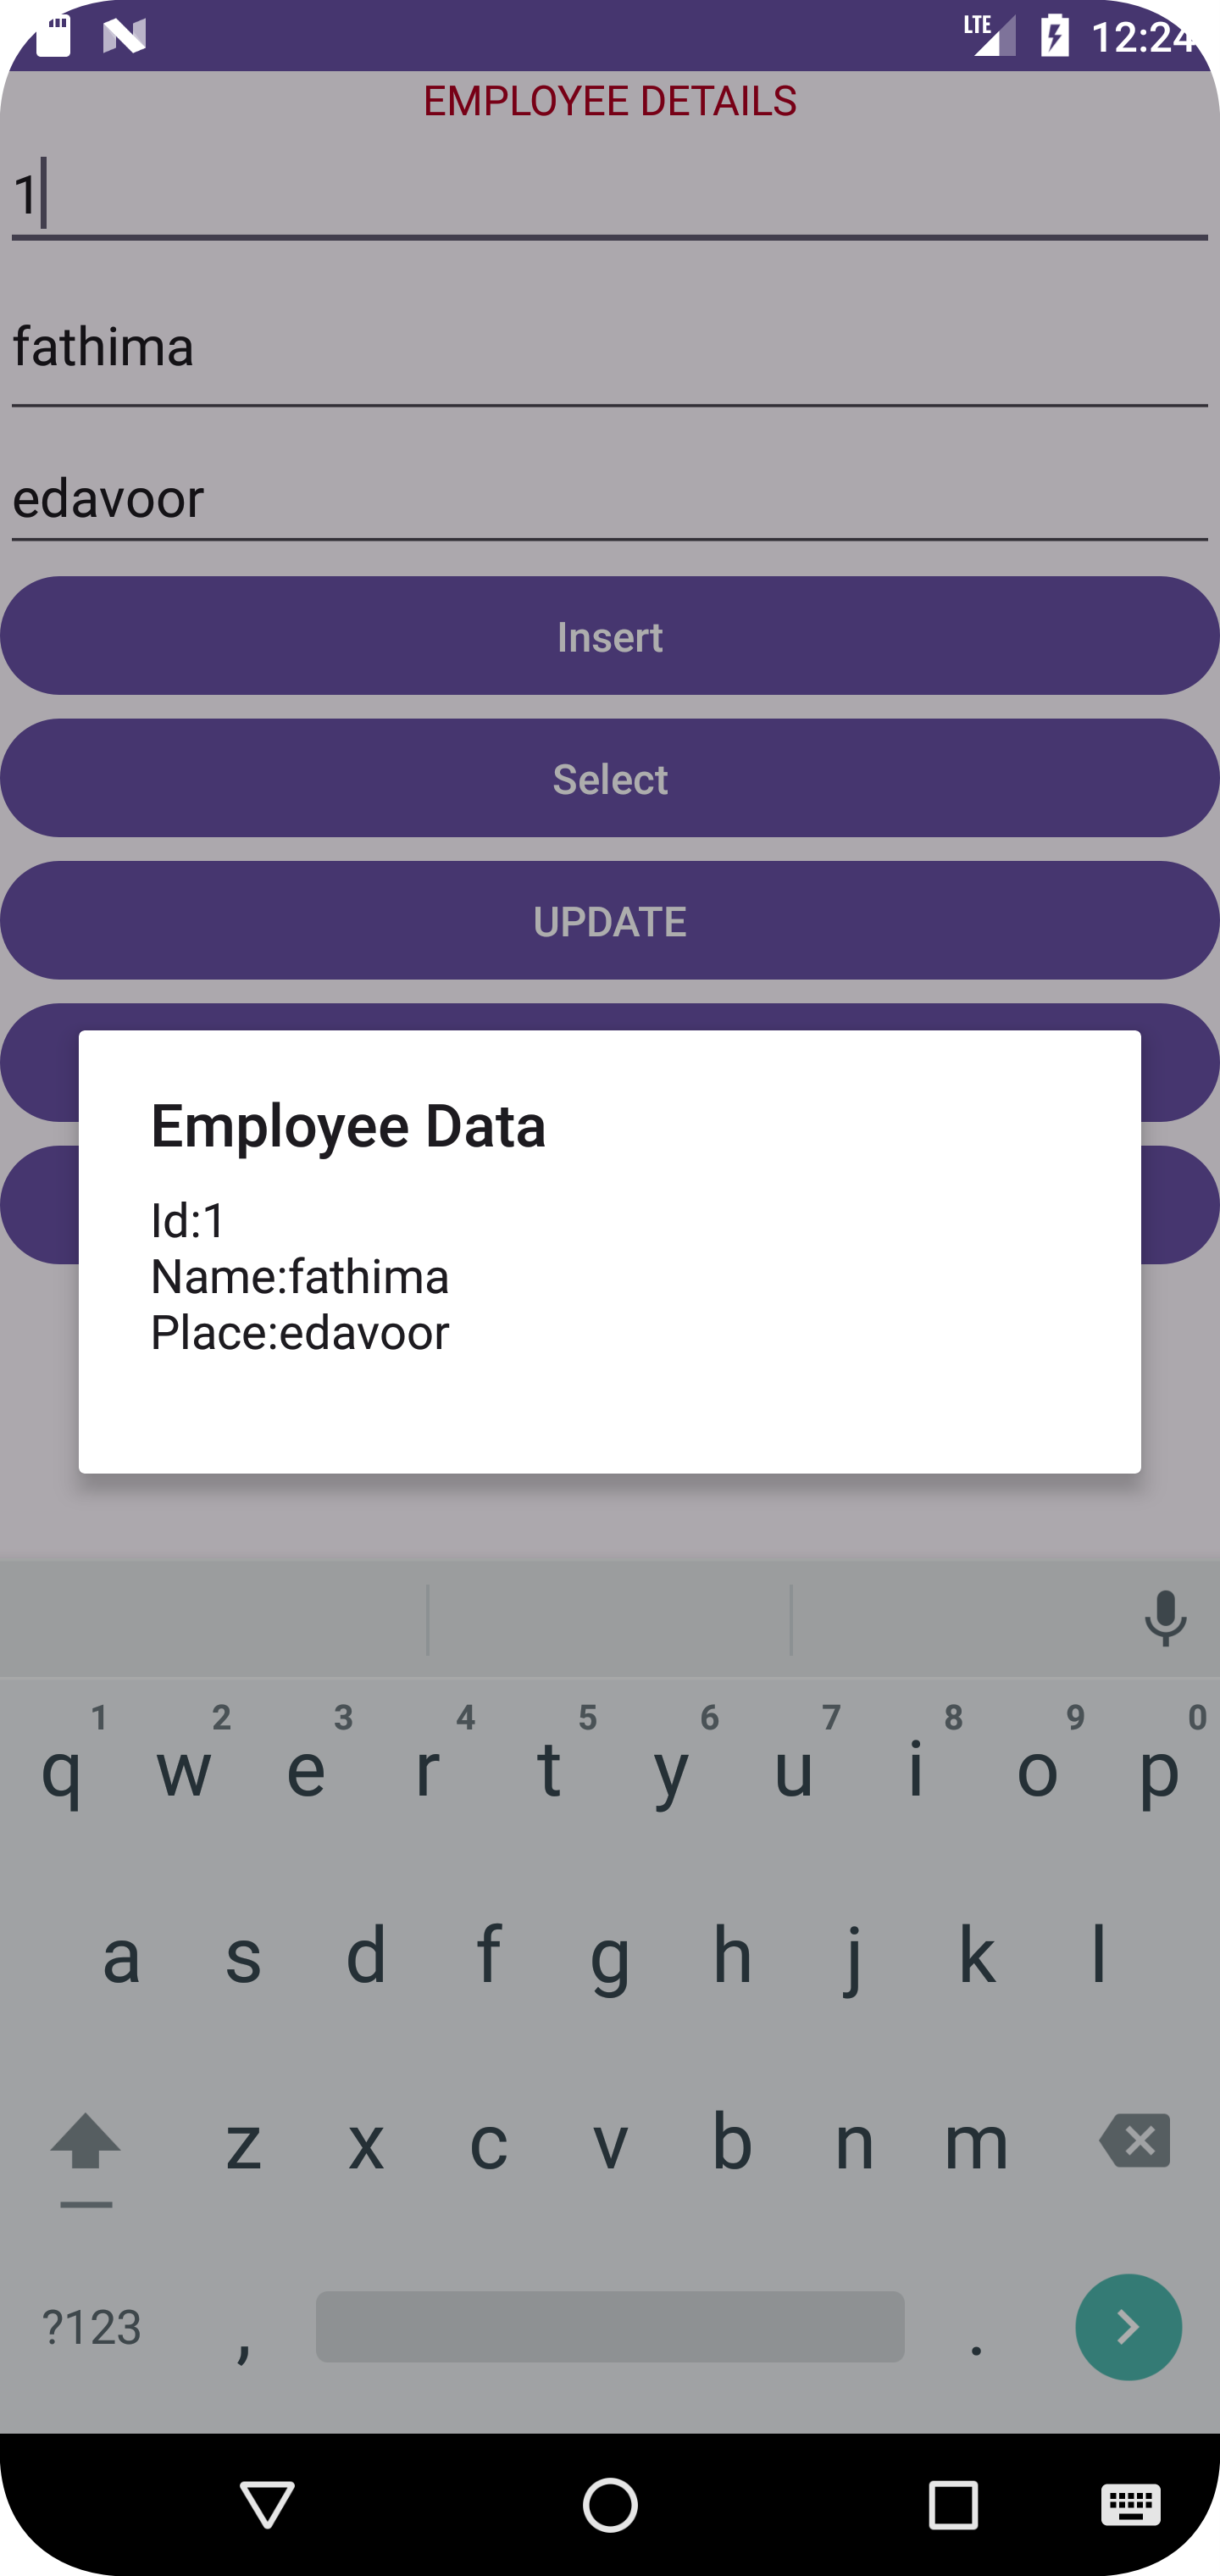 LTE 12:24
EMPLOYEE DETAILS
1
fathima
edavoor
Insert
Select
UPDATE
Employee Data
Id:1
Name:fathima
Place:edavoor
1 2 3 4 5 6 7 8 9 0
q w e r t y u i o p
a s d f g h j k l
z x c v b n m
?123 , .